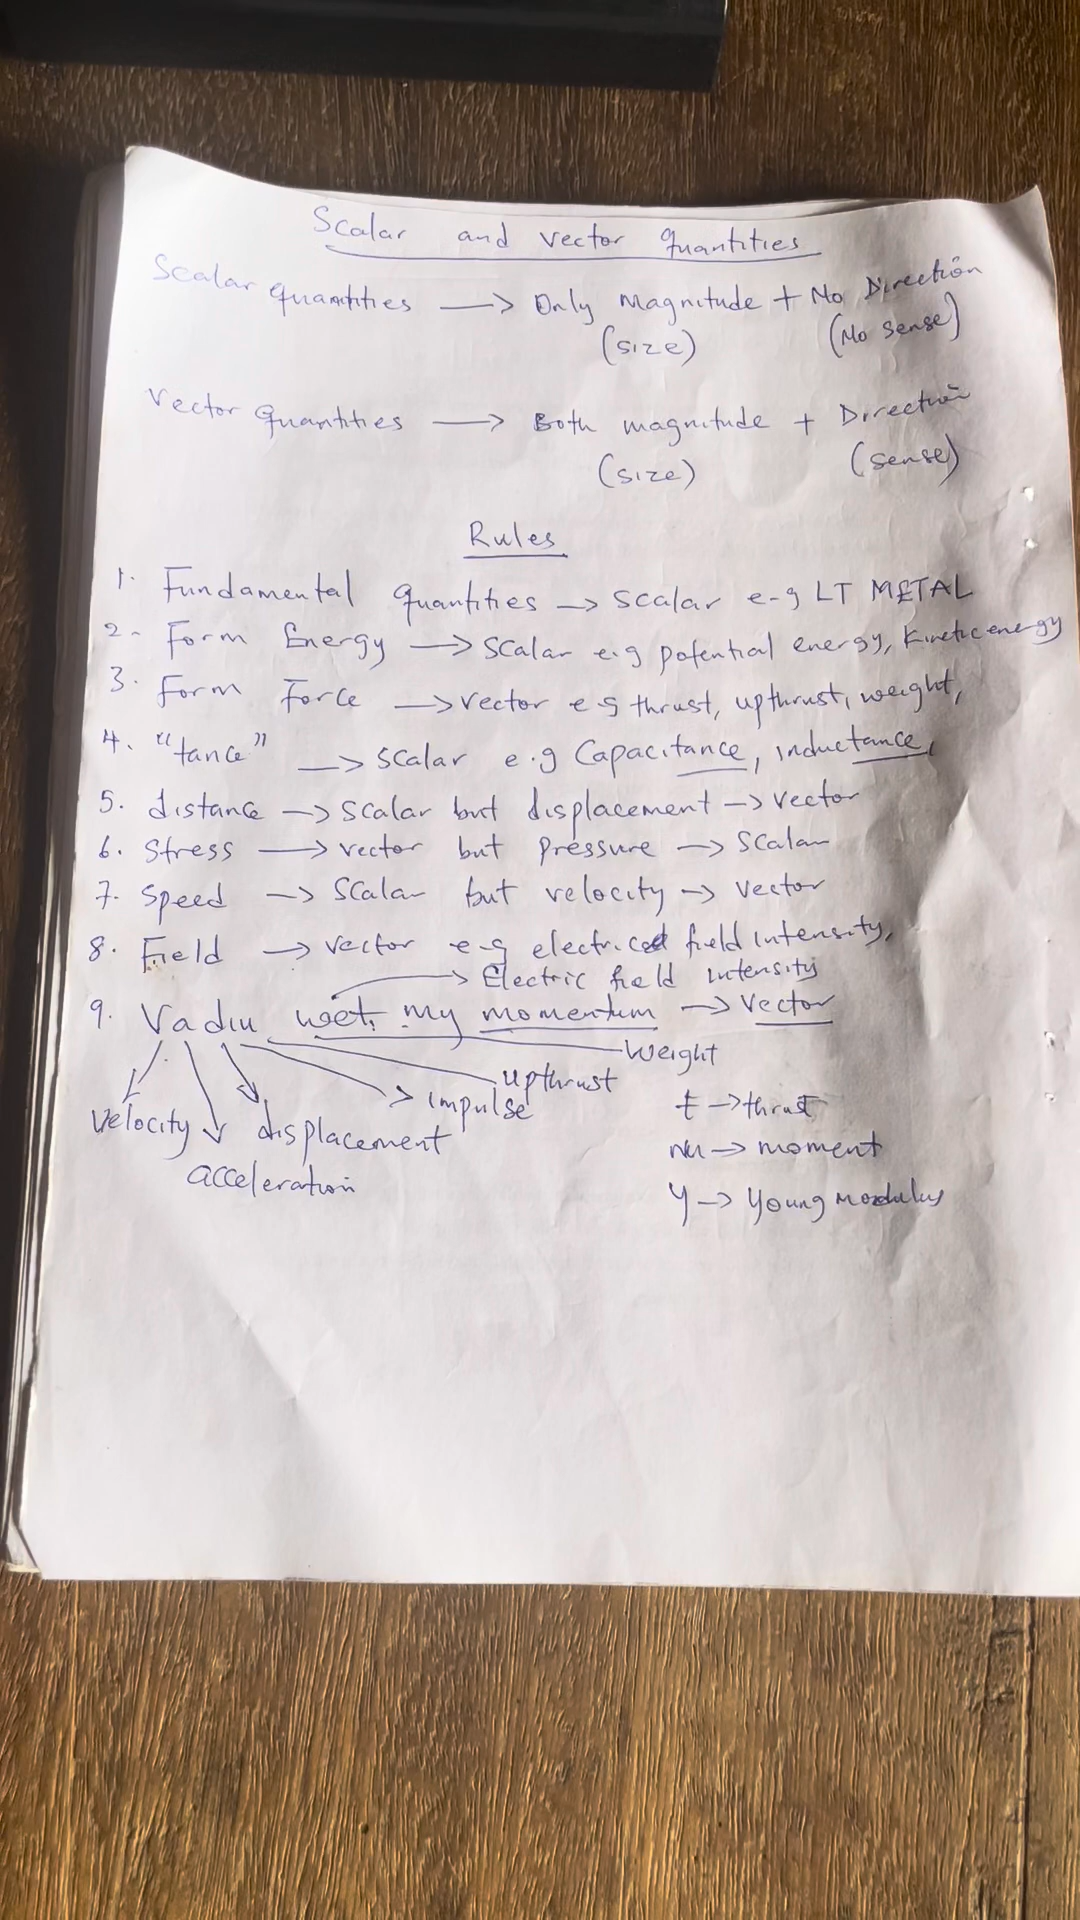 Scalar and vector quantities
Scalar quantities → Only magnitude + No Direction
(size) (No sense)
Vector Quantities → Both magnitude + Direction
(size) (sense)
Rules
1. Fundamental quantities → scalar e-g LT METAL
2- Form Energy → scalar e.g potential energy, Kinetic energy
3. Form Force → vector e g thrust, upthrust, weight,
4. "tance" → scalar e.g Capacitance, inductance,
5. distance → scalar but displacement → vector
6. Stress → vector but pressure → scalar
7. Speed → Scalar but velocity → vector
8. Field → vector e-g electrical field intensity,
→ Electric field intensity
9. Vadiu wet, my momentum → vector
Weight
upthrust
impulse
Velocity displacement
acceleration
t → thrust
m → moment
Y → Young modulus